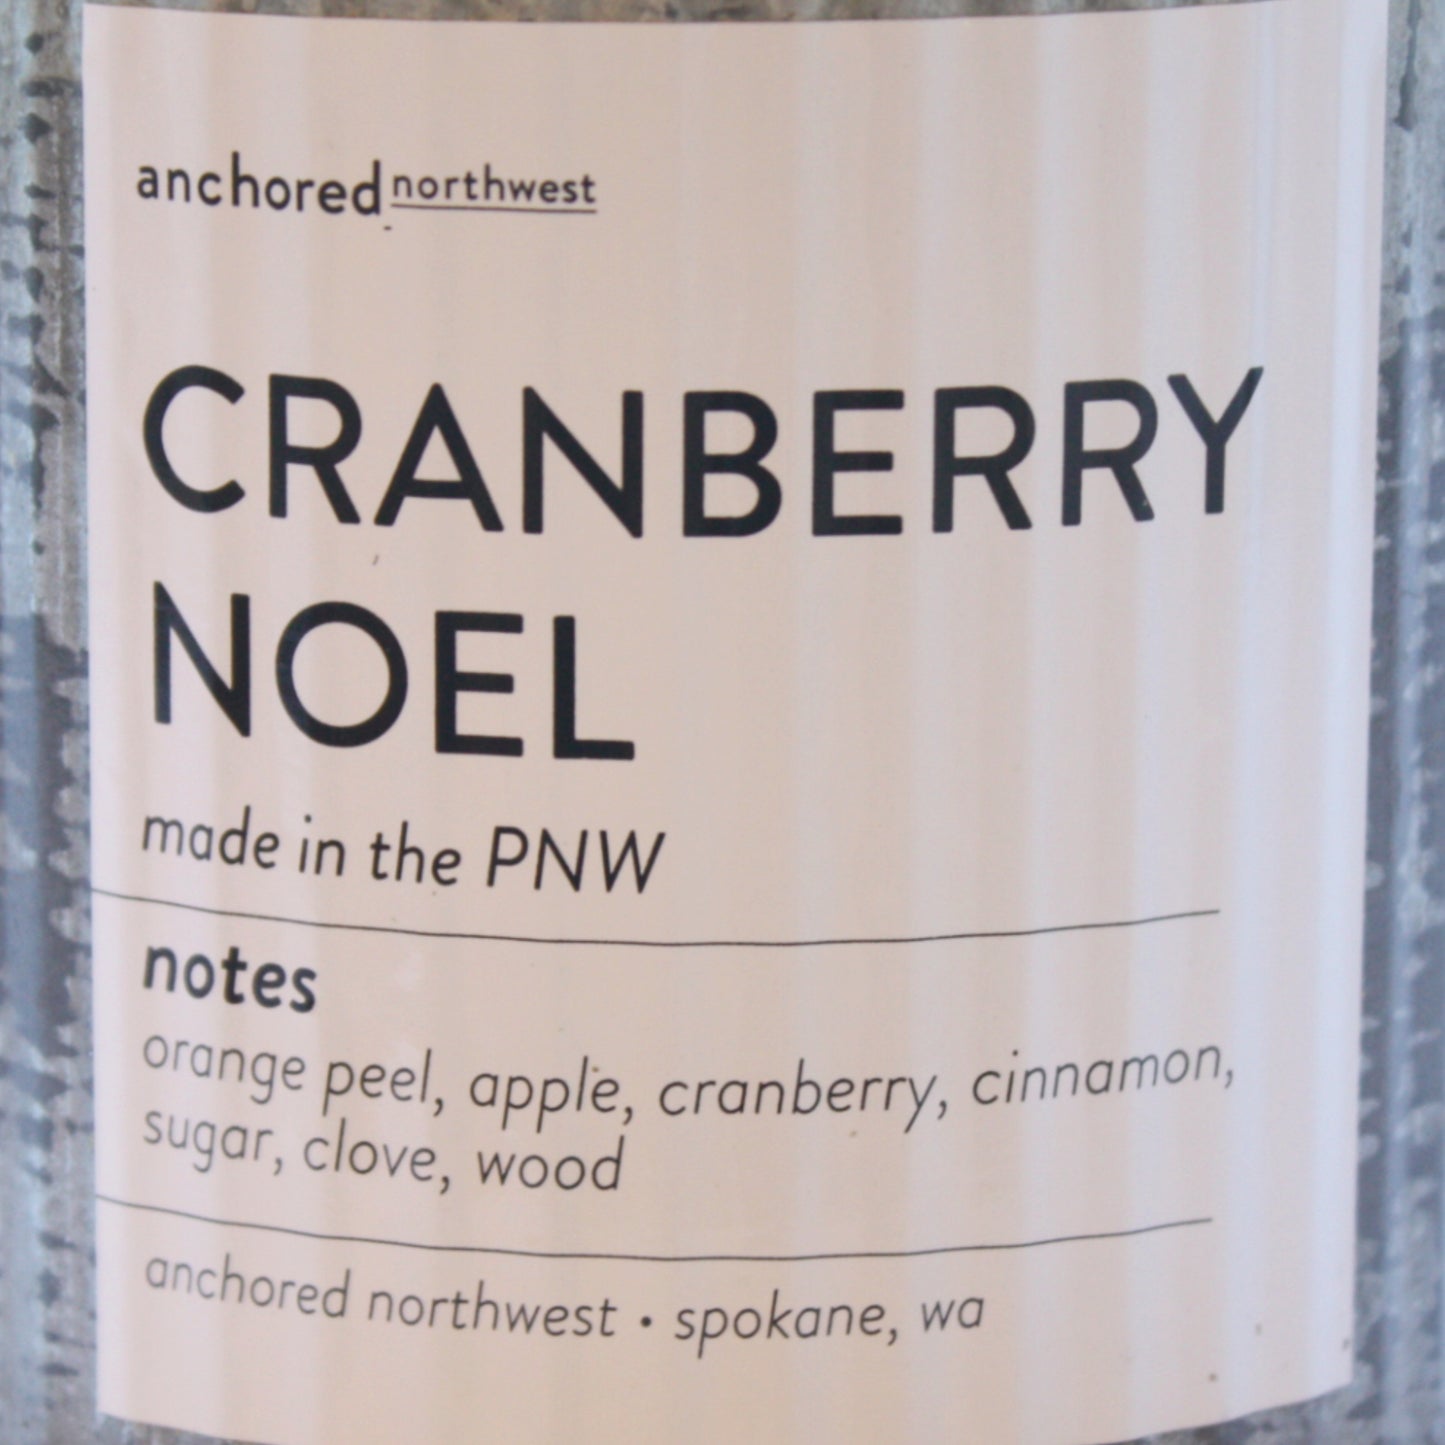 anchored northwest
CRANBERRY
NOEL
made in the PNW
notes
orange peel, apple, cranberry, cinnamon,
sugar, clove, wood
anchored northwest • spokane, wa